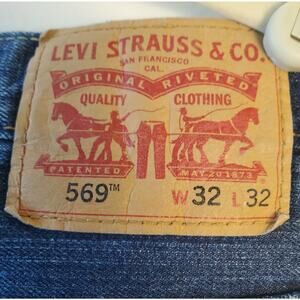 LEVI STRAUSS & CO.
SAN FRANCISCO
CAL.
ORIGINAL RIVETED
QUALITY CLOTHING
PATENTED MAY 20 1873
569™ W 32 L 32